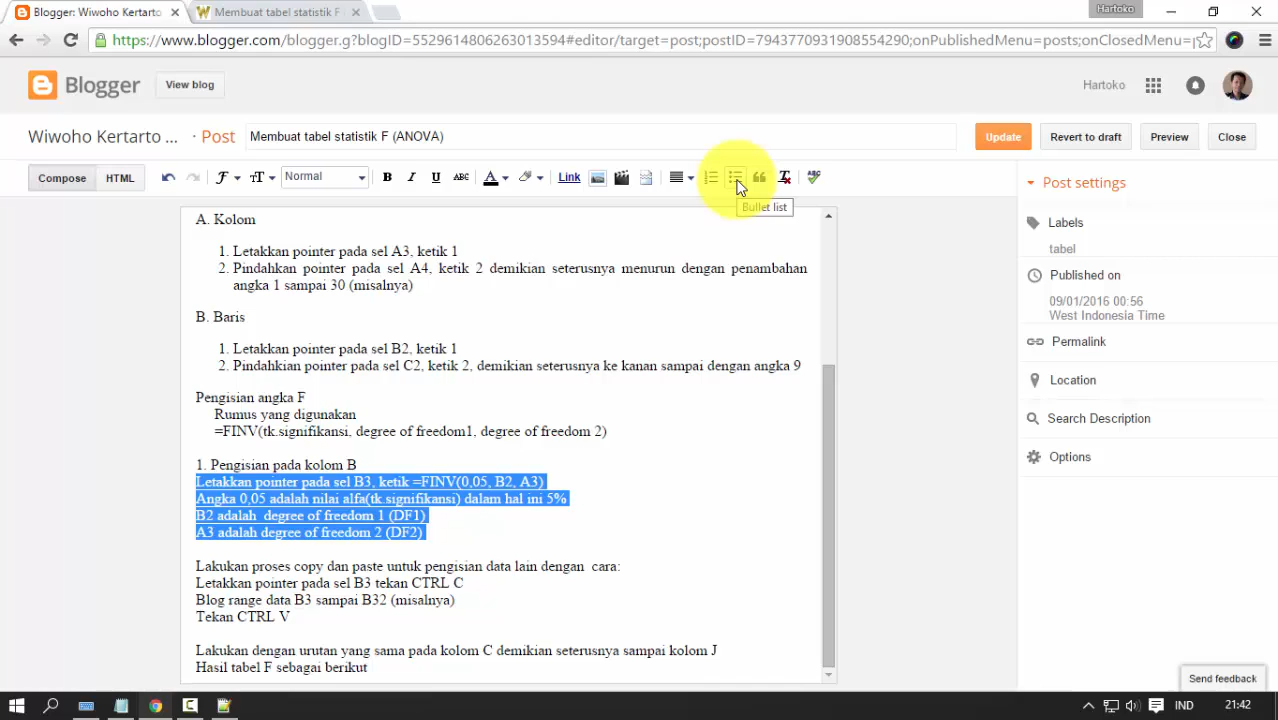 Blogger: Wiwoho Kertarto
Membuat tabel statistik F (
Hartoko
https://www.blogger.com/blogger.g?blogID=5529614806263013594#editor/target=post;postID=7943770931908554290;onPublishedMenu=posts;onClosedMenu=
Blogger
View blog
Hartoko
Wiwoho Kertarto ...
· Post
Membuat tabel statistik F (ANOVA)
Update
Revert to draft
Preview
Close
Compose
HTML
Normal
B I U ABC A
Link
Bullet list
Post settings
Labels
tabel
Published on
09/01/2016 00:56
West Indonesia Time
Permalink
Location
Search Description
Options
A. Kolom
1. Letakkan pointer pada sel A3, ketik 1
2. Pindahkan pointer pada sel A4, ketik 2 demikian seterusnya menurun dengan penambahan
angka 1 sampai 30 (misalnya)
B. Baris
1. Letakkan pointer pada sel B2, ketik 1
2. Pindahkian pointer pada sel C2, ketik 2, demikian seterusnya ke kanan sampai dengan angka 9
Pengisian angka F
Rumus yang digunakan
=FINV(tk.signifikansi, degree of freedom1, degree of freedom 2)
1. Pengisian pada kolom B
Letakkan pointer pada sel B3, ketik =FINV(0,05, B2, A3)
Angka 0,05 adalah nilai alfa(tk.signifikansi) dalam hal ini 5%
B2 adalah degree of freedom 1 (DF1)
A3 adalah degree of freedom 2 (DF2)
Lakukan proses copy dan paste untuk pengisian data lain dengan cara:
Letakkan pointer pada sel B3 tekan CTRL C
Blog range data B3 sampai B32 (misalnya)
Tekan CTRL V
Lakukan dengan urutan yang sama pada kolom C demikian seterusnya sampai kolom J
Hasil tabel F sebagai berikut
Send feedback
IND
21:42